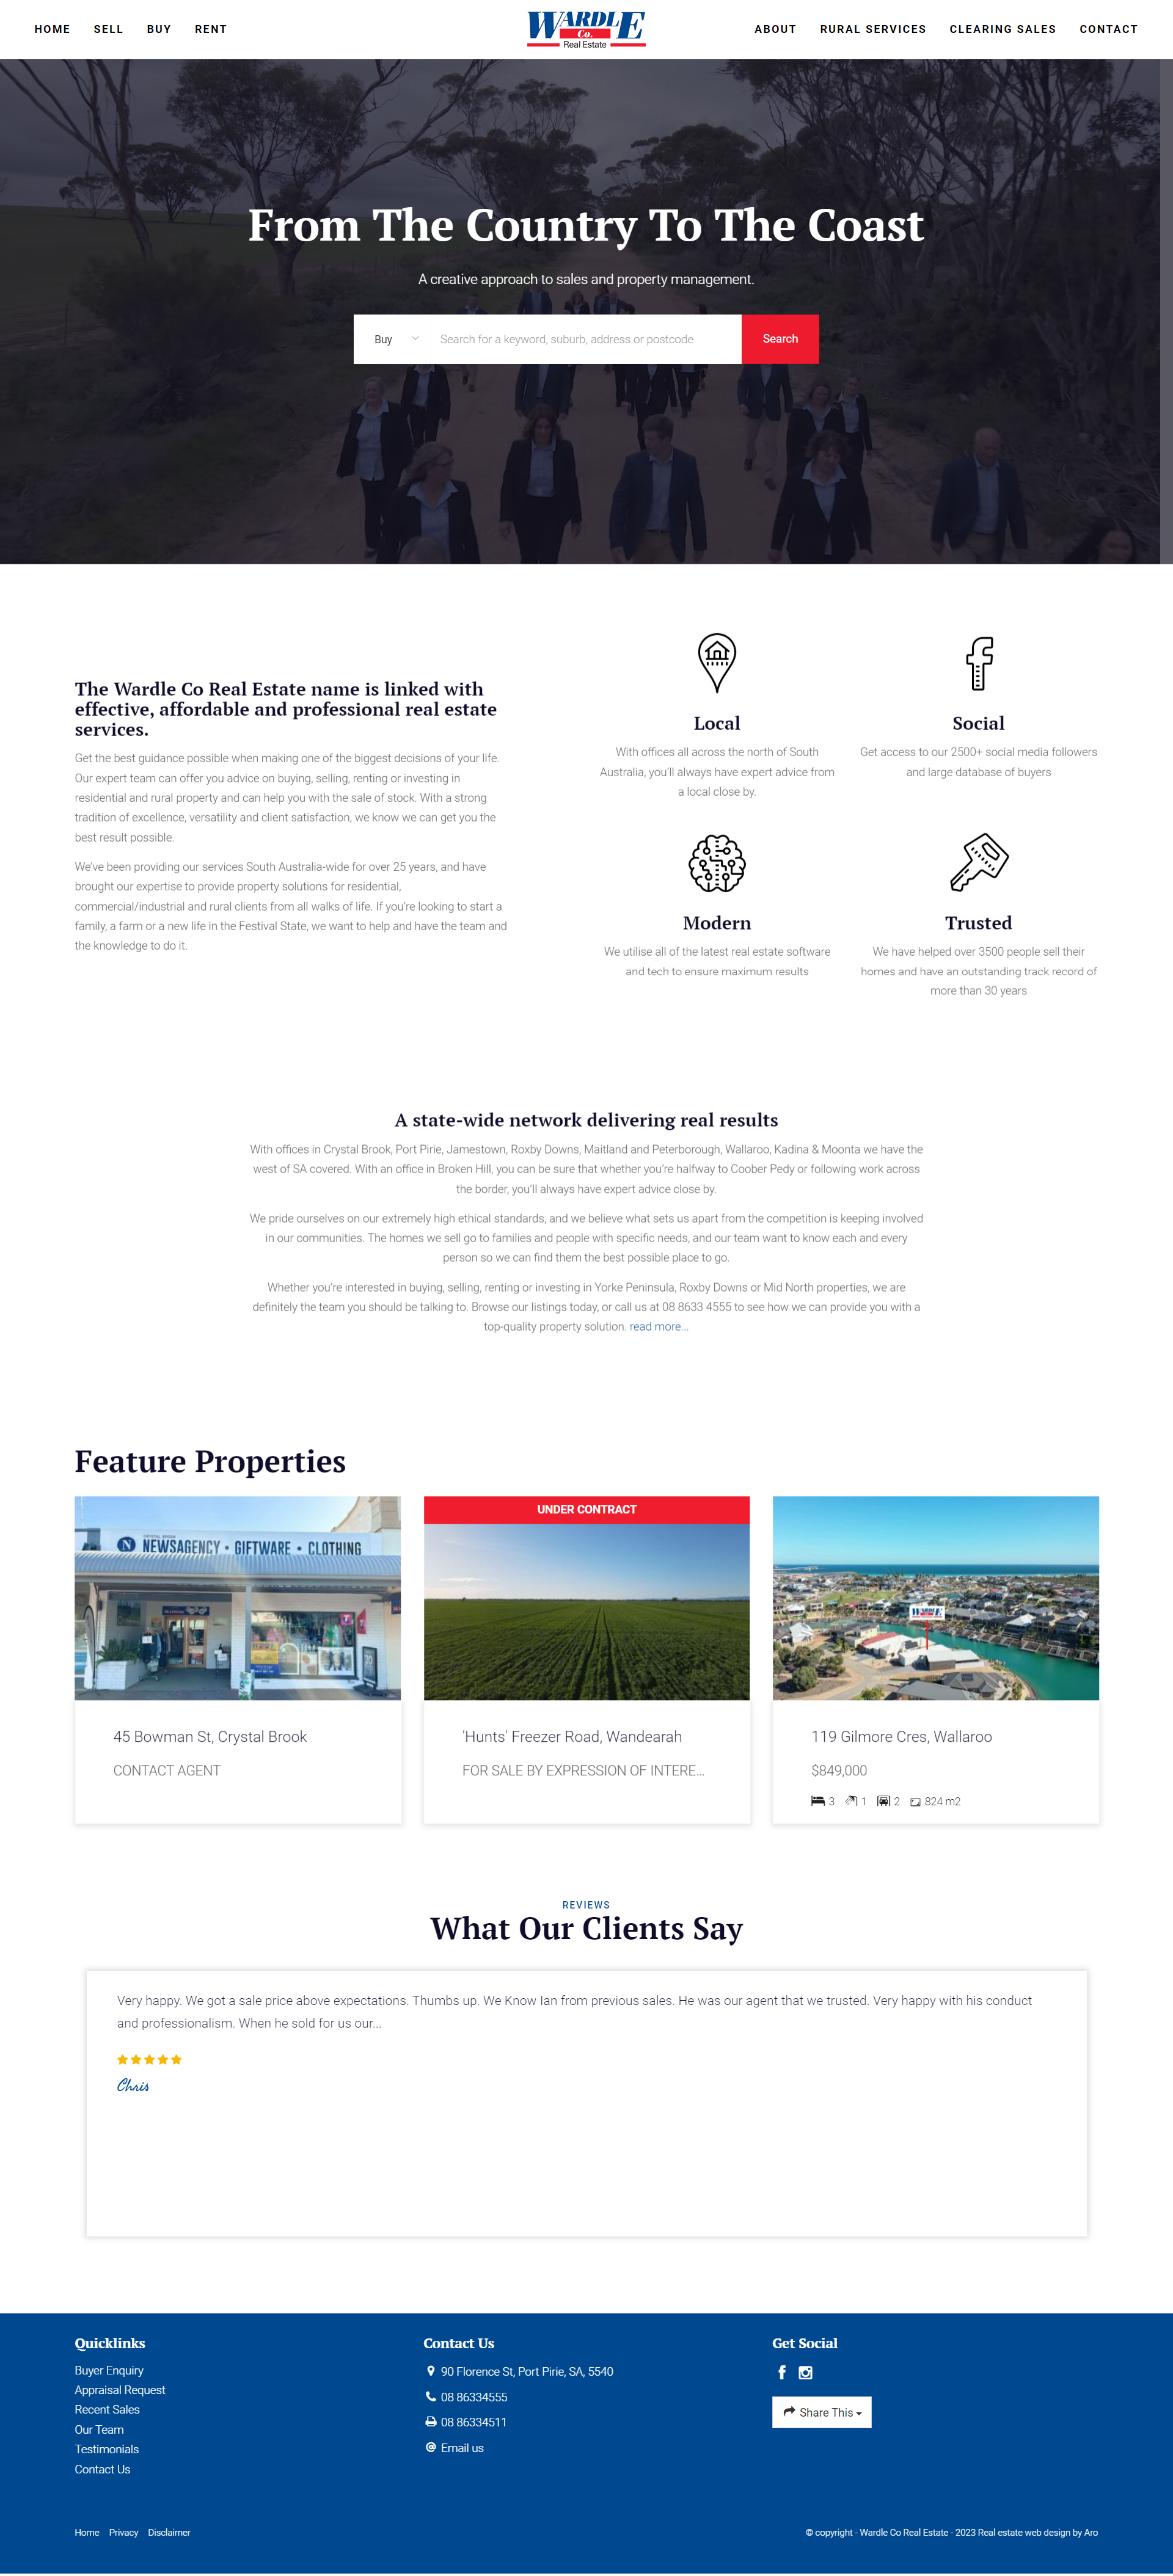 HOME SELL BUY RENT
WARDLE
Co.
Real Estate
ABOUT RURAL SERVICES CLEARING SALES CONTACT
From The Country To The Coast
A creative approach to sales and property management.
Buy Search for a keyword, suburb, address or postcode Search
The Wardle Co Real Estate name is linked with
effective, affordable and professional real estate
services.
Get the best guidance possible when making one of the biggest decisions of your life.
Our expert team can offer you advice on buying, selling, renting or investing in
residential and rural property and can help you with the sale of stock. With a strong
tradition of excellence, versatility and client satisfaction, we know we can get you the
best result possible.
We've been providing our services South Australia-wide for over 25 years, and have
brought our expertise to provide property solutions for residential,
commercial/industrial and rural clients from all walks of life. If you're looking to start a
family, a farm or a new life in the Festival State, we want to help and have the team and
the knowledge to do it.
Local
With offices all across the north of South
Australia, you'll always have expert advice from
a local close by.
Social
Get access to our 2500+ social media followers
and large database of buyers
Modern
We utilise all of the latest real estate software
and tech to ensure maximum results
Trusted
We have helped over 3500 people sell their
homes and have an outstanding track record of
more than 30 years
A state-wide network delivering real results
With offices in Crystal Brook, Port Pirie, Jamestown, Roxby Downs, Maitland and Peterborough, Wallaroo, Kadina & Moonta we have the
west of SA covered. With an office in Broken Hill, you can be sure that whether you're halfway to Coober Pedy or following work across
the border, you'll always have expert advice close by.
We pride ourselves on our extremely high ethical standards, and we believe what sets us apart from the competition is keeping involved
in our communities. The homes we sell go to families and people with specific needs, and our team want to know each and every
person so we can find them the best possible place to go.
Whether you're interested in buying, selling, renting or investing in Yorke Peninsula, Roxby Downs or Mid North properties, we are
definitely the team you should be talking to. Browse our listings today, or call us at 08 8633 4555 to see how we can provide you with a
top-quality property solution. read more...
Feature Properties
CRYSTAL BROOK
N NEWSAGENCY • GIFTWARE • CLOTHING
45 Bowman St, Crystal Brook
CONTACT AGENT
UNDER CONTRACT
'Hunts' Freezer Road, Wandearah
FOR SALE BY EXPRESSION OF INTERE...
WARDLE
119 Gilmore Cres, Wallaroo
$849,000
3 1 2 824 m2
REVIEWS
What Our Clients Say
Very happy. We got a sale price above expectations. Thumbs up. We Know Ian from previous sales. He was our agent that we trusted. Very happy with his conduct
and professionalism. When he sold for us our...
Chris
Quicklinks
Buyer Enquiry
Appraisal Request
Recent Sales
Our Team
Testimonials
Contact Us
Contact Us
90 Florence St, Port Pirie, SA, 5540
08 86334555
08 86334511
Email us
Get Social
Share This
Home Privacy Disclaimer
© copyright - Wardle Co Real Estate - 2023 Real estate web design by Aro